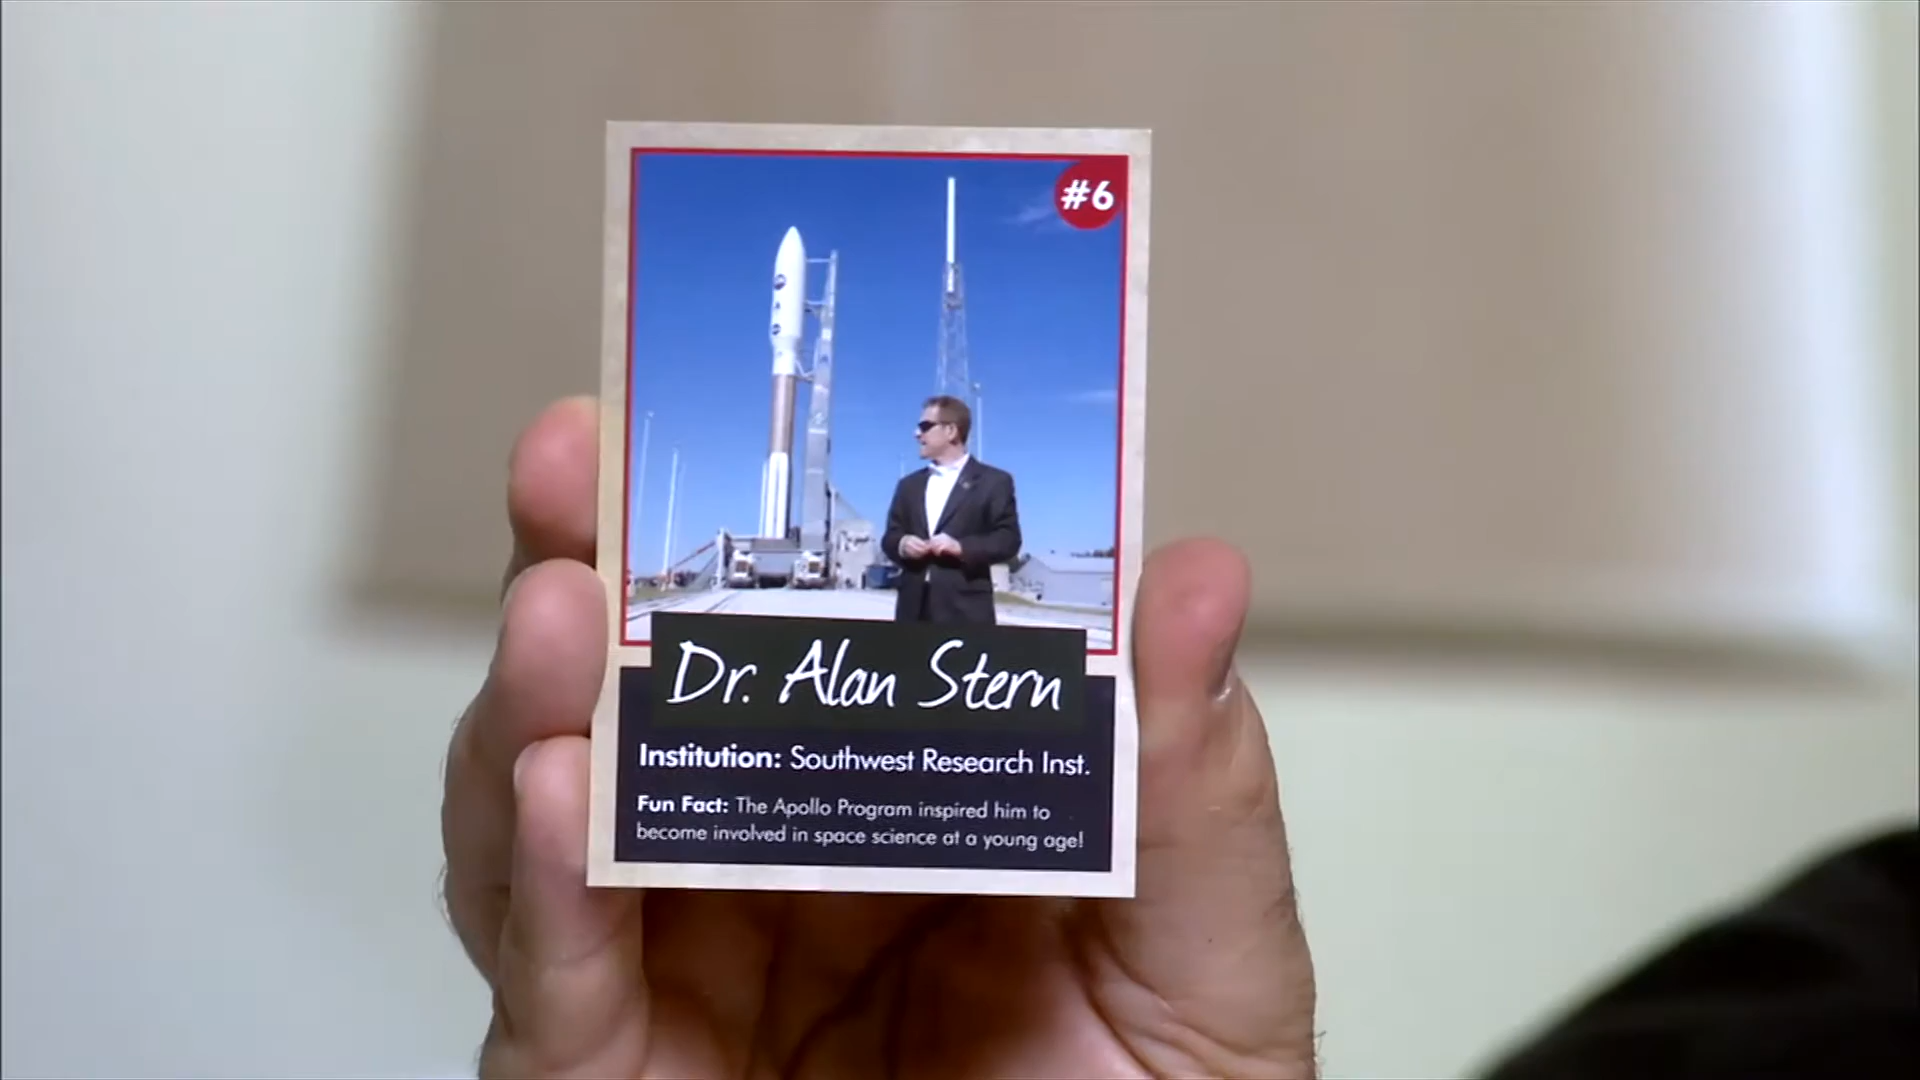 #6
Dr. Alan Stern
Institution: Southwest Research Inst.
Fun Fact: The Apollo Program inspired him to
become involved in space science at a young age!